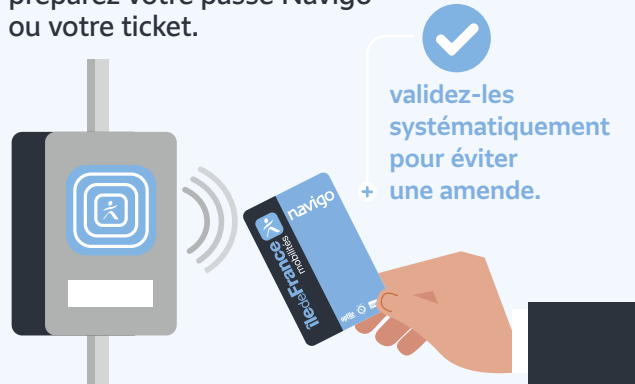 préparez votre passe Navigo
ou votre ticket.
validez-les
systématiquement
pour éviter
+ une amende.
navigo
îledeFrance
mobilités